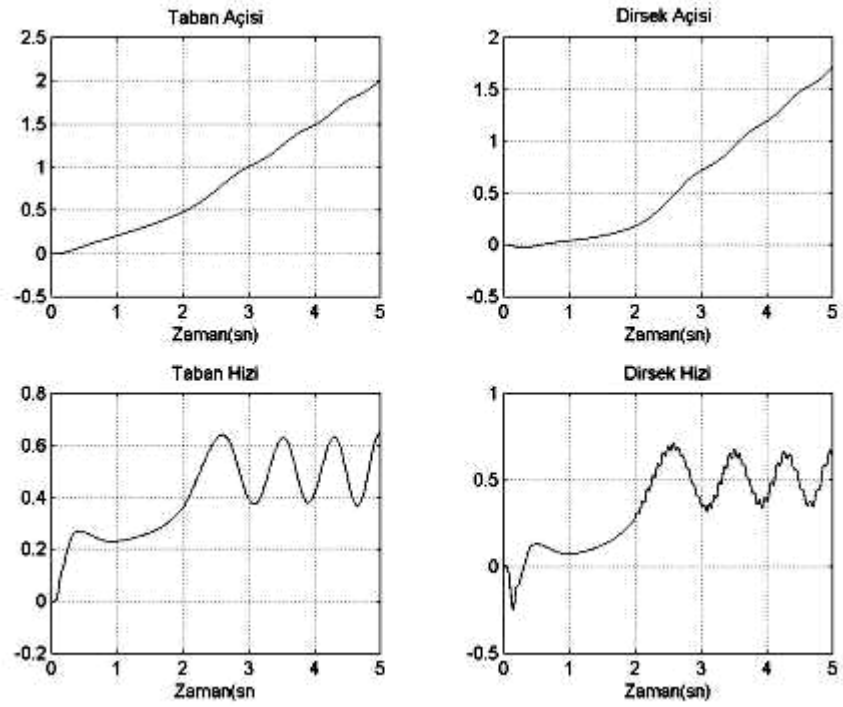 Taban Açisi
2.5
2
1.5
1
0.5
0
-0.5
0 1 2 3 4 5
Zaman(sn)
Dirsek Açisi
2
1.5
1
0.5
0
-0.5
0 1 2 3 4 5
Zaman(sn)
Taban Hizi
0.8
0.6
0.4
0.2
0
-0.2
0 1 2 3 4 5
Zaman(sn
Dirsek Hizi
1
0.5
0
-0.5
0 1 2 3 4 5
Zaman(sn)